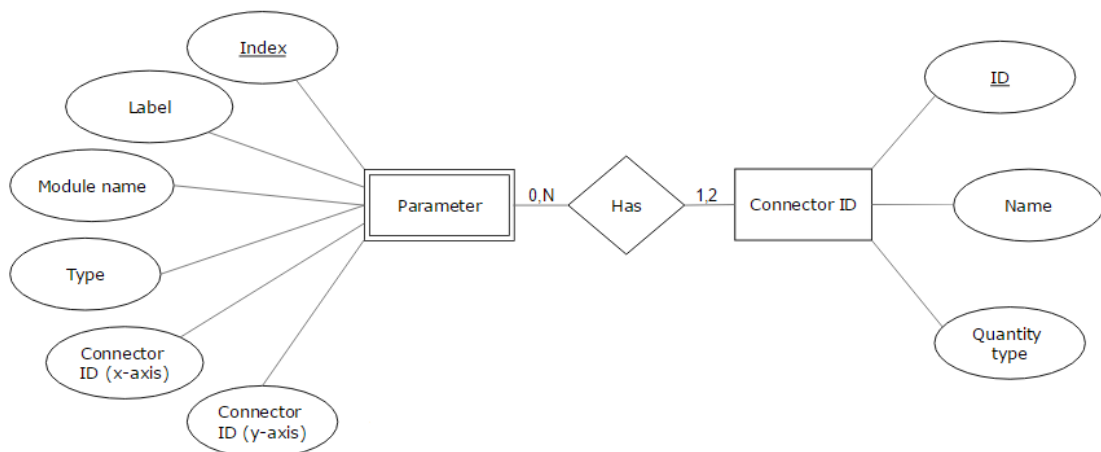 Index
Label
Module name
Type
Connector
ID (x-axis)
Connector
ID (y-axis)
Parameter
0,N
Has
1,2
Connector ID
ID
Name
Quantity
type